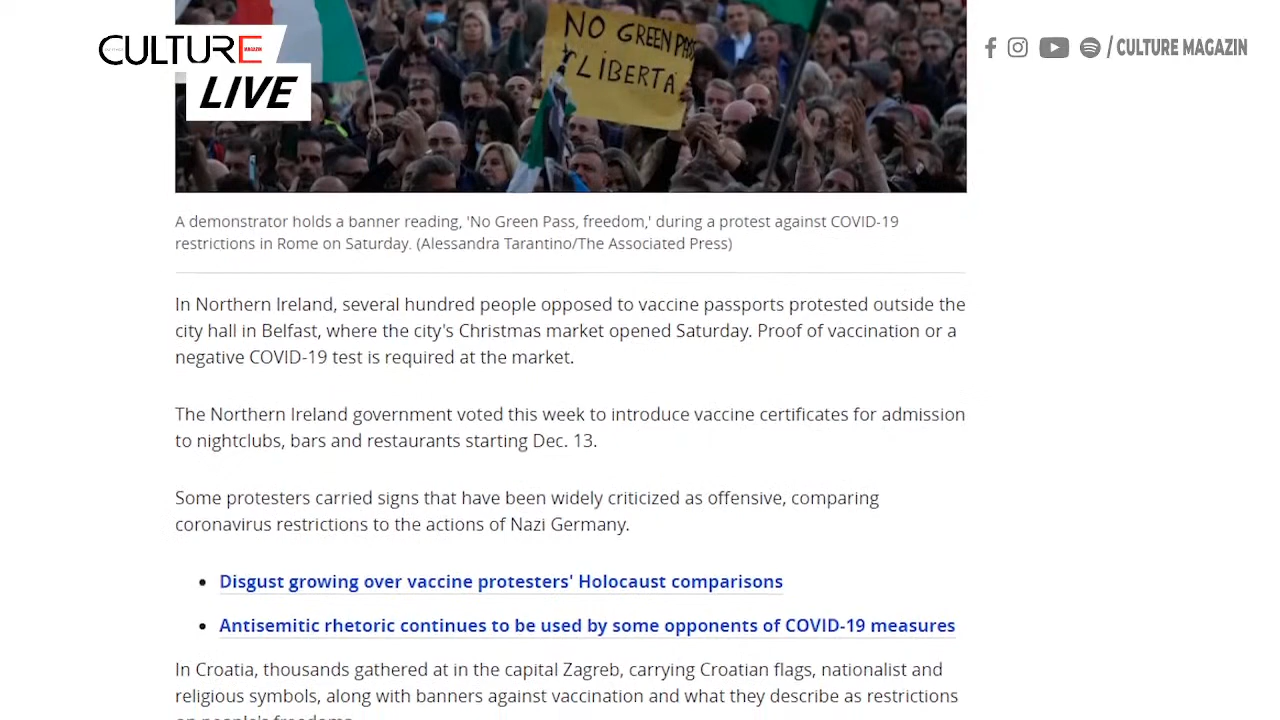 CULTURE
MAGAZIN
LIVE
/ CULTURE MAGAZIN
NO GREEN PASS
LIBERTÀ
A demonstrator holds a banner reading, 'No Green Pass, freedom,' during a protest against COVID-19
restrictions in Rome on Saturday. (Alessandra Tarantino/The Associated Press)
In Northern Ireland, several hundred people opposed to vaccine passports protested outside the
city hall in Belfast, where the city's Christmas market opened Saturday. Proof of vaccination or a
negative COVID-19 test is required at the market.
The Northern Ireland government voted this week to introduce vaccine certificates for admission
to nightclubs, bars and restaurants starting Dec. 13.
Some protesters carried signs that have been widely criticized as offensive, comparing
coronavirus restrictions to the actions of Nazi Germany.
• Disgust growing over vaccine protesters' Holocaust comparisons
• Antisemitic rhetoric continues to be used by some opponents of COVID-19 measures
In Croatia, thousands gathered at in the capital Zagreb, carrying Croatian flags, nationalist and
religious symbols, along with banners against vaccination and what they describe as restrictions
on people's freedoms.